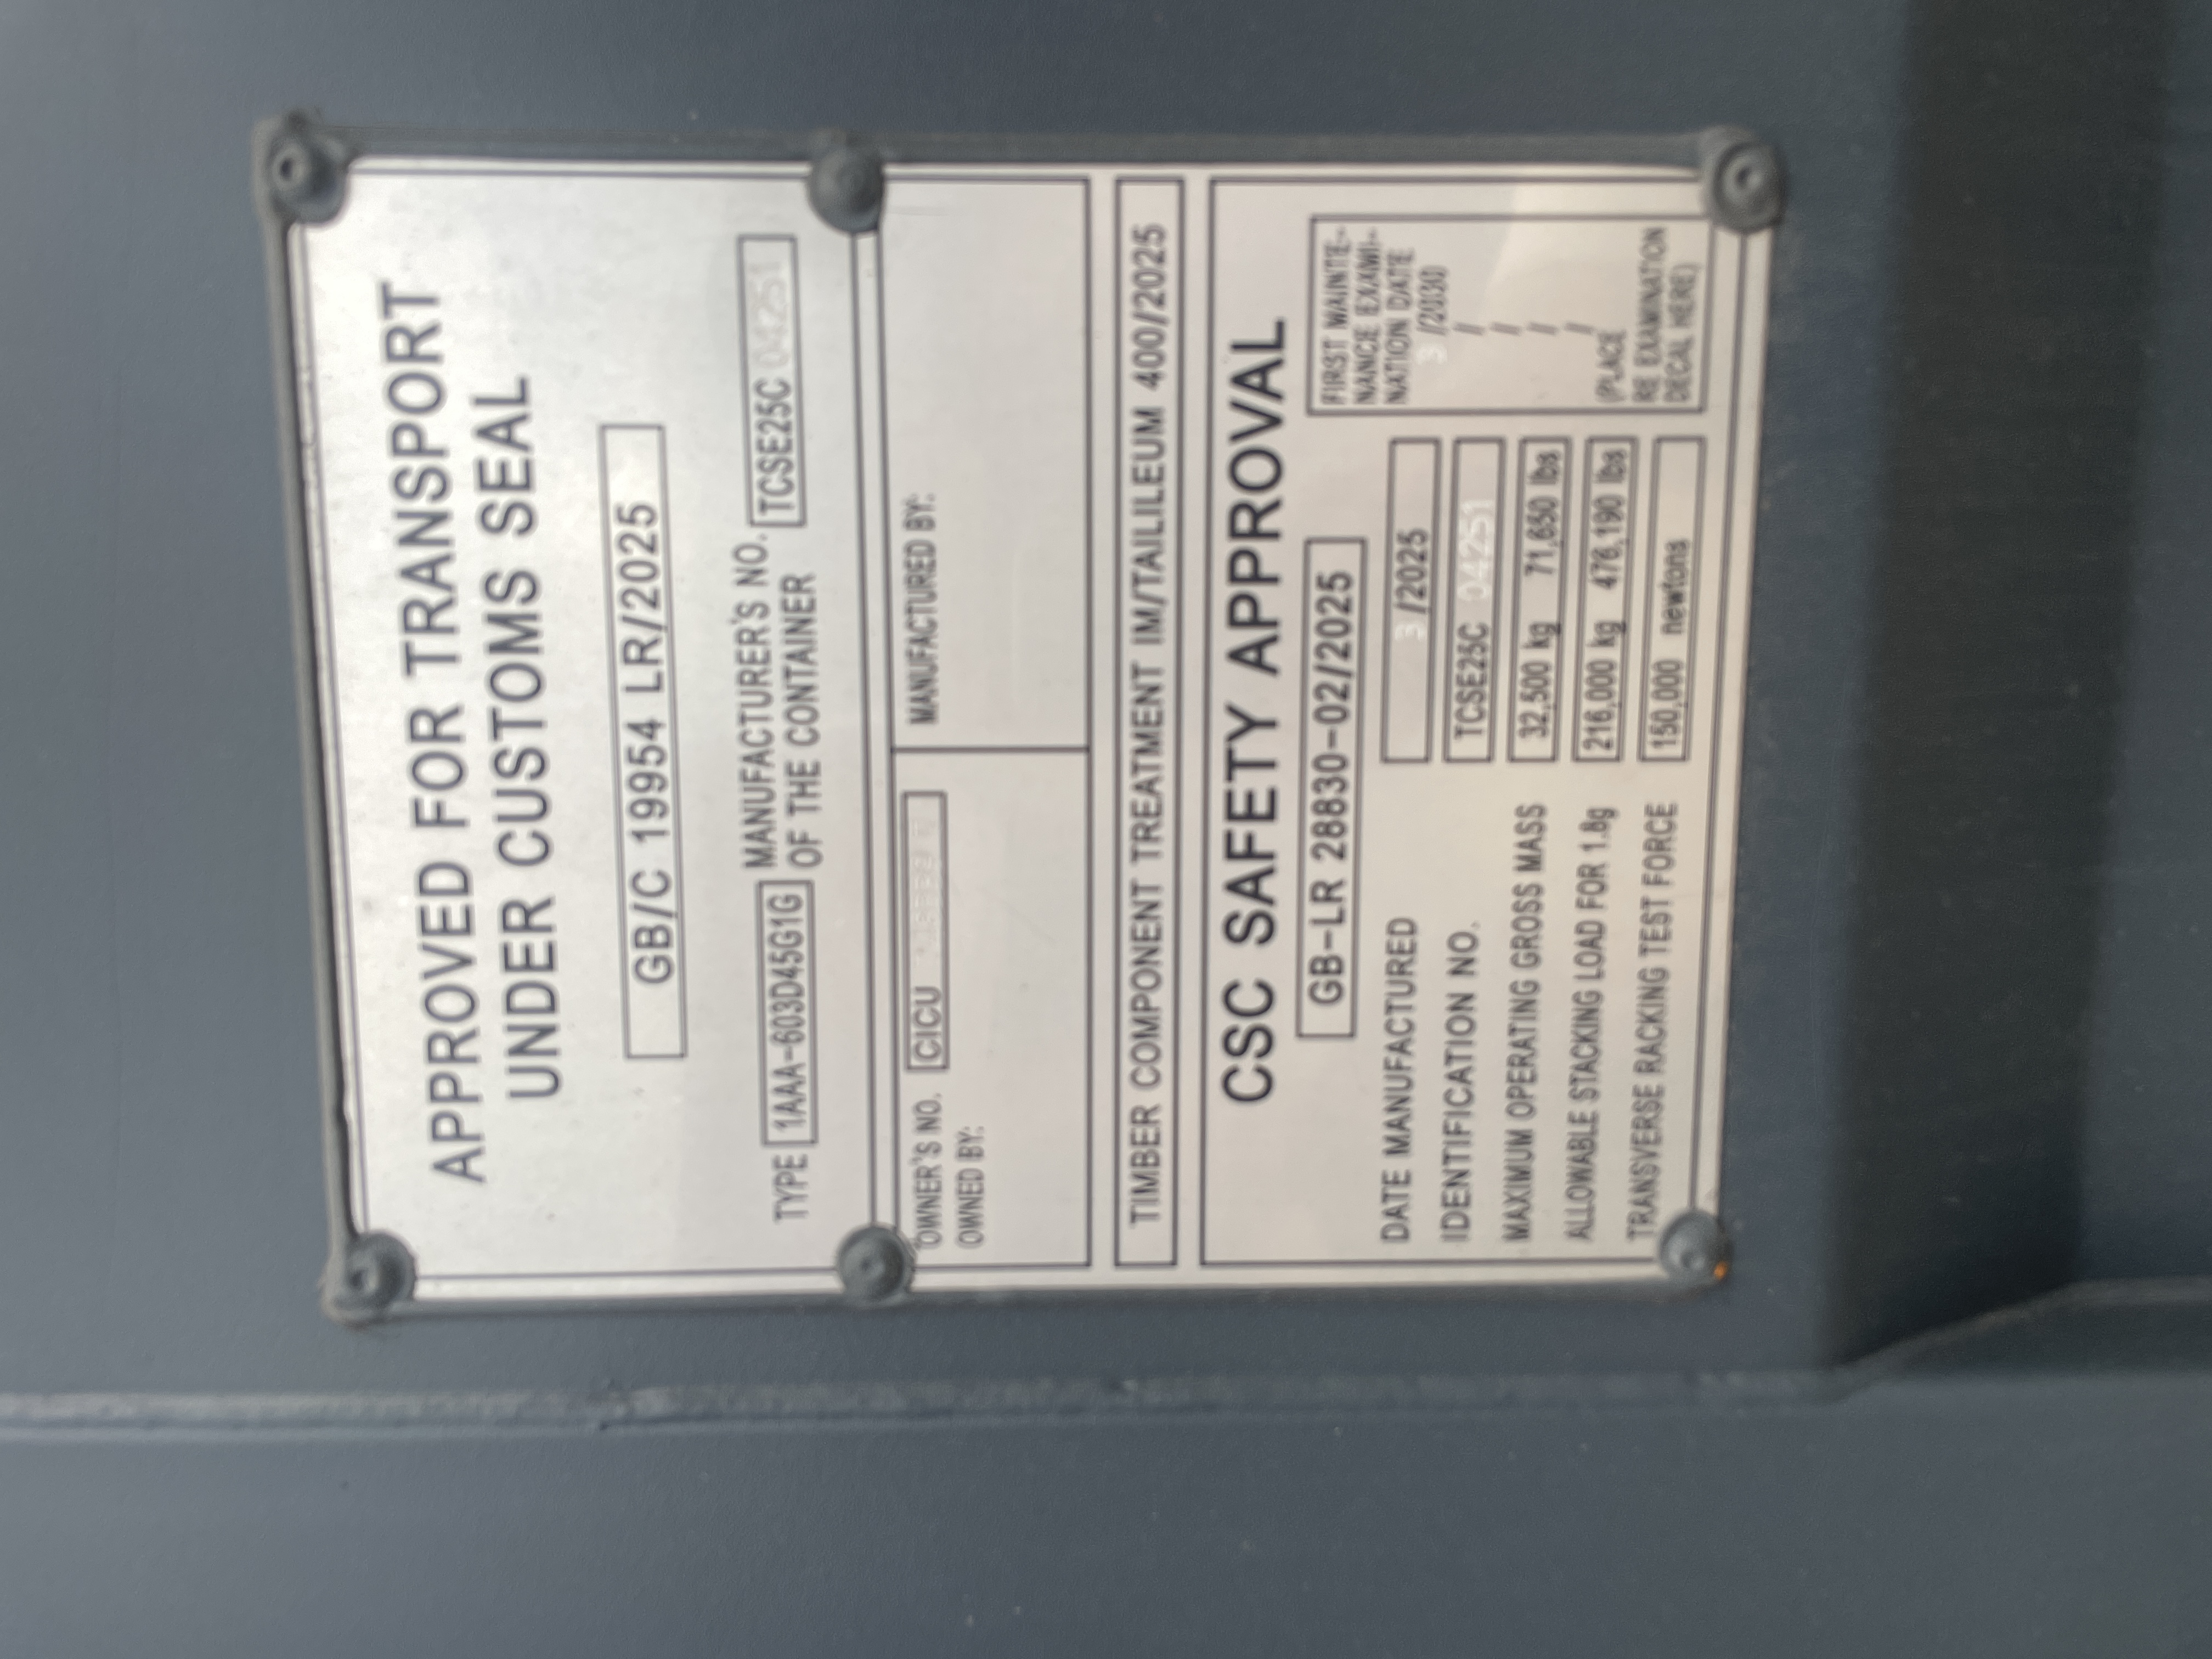 APPROVED FOR TRANSPORT
UNDER CUSTOMS SEAL
GB/C 19954 LR/2025
TYPE 1AAA-603D45G1G MANUFACTURER'S NO. OF THE CONTAINER TCSE25C 04251
OWNER'S NO. CICU
OWNED BY:
MANUFACTURED BY:
TIMBER COMPONENT TREATMENT IM/TAILILEUM 400/2025
CSC SAFETY APPROVAL
GB-LR 28830-02/2025
DATE MANUFACTURED 3 /2025
IDENTIFICATION NO. TCSE25C 04251
MAXIMUM OPERATING GROSS MASS 32,500 kg 71,650 lbs
ALLOWABLE STACKING LOAD FOR 1.8g 216,000 kg 476,190 lbs
TRANSVERSE RACKING TEST FORCE 150,000 newtons
FIRST MAINTE-
NANCE EXAMI-
NATION DATE
3 /2030
/
/
/
/
(PLACE
RE EXAMINATION
DECAL HERE)